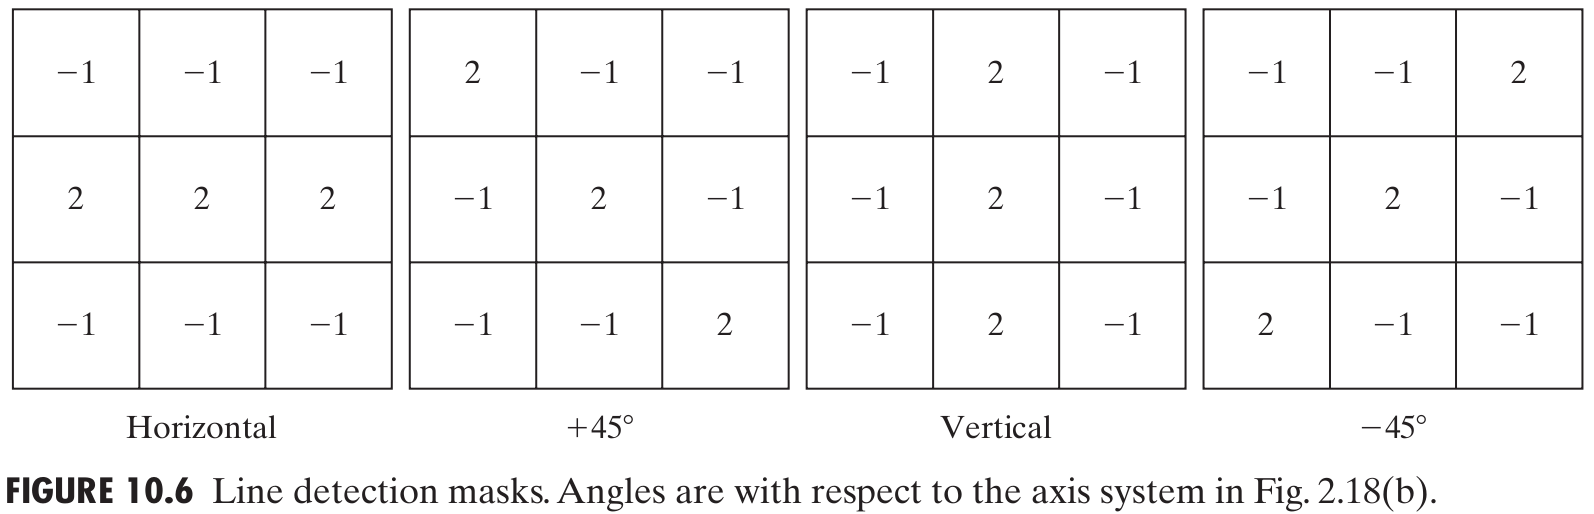 −1 −1 −1 2 −1 −1 −1 2 −1 −1 −1 2
2 2 2 −1 2 −1 −1 2 −1 −1 2 −1
−1 −1 −1 −1 −1 2 −1 2 −1 2 −1 −1
Horizontal +45° Vertical −45°
FIGURE 10.6 Line detection masks. Angles are with respect to the axis system in Fig. 2.18(b).